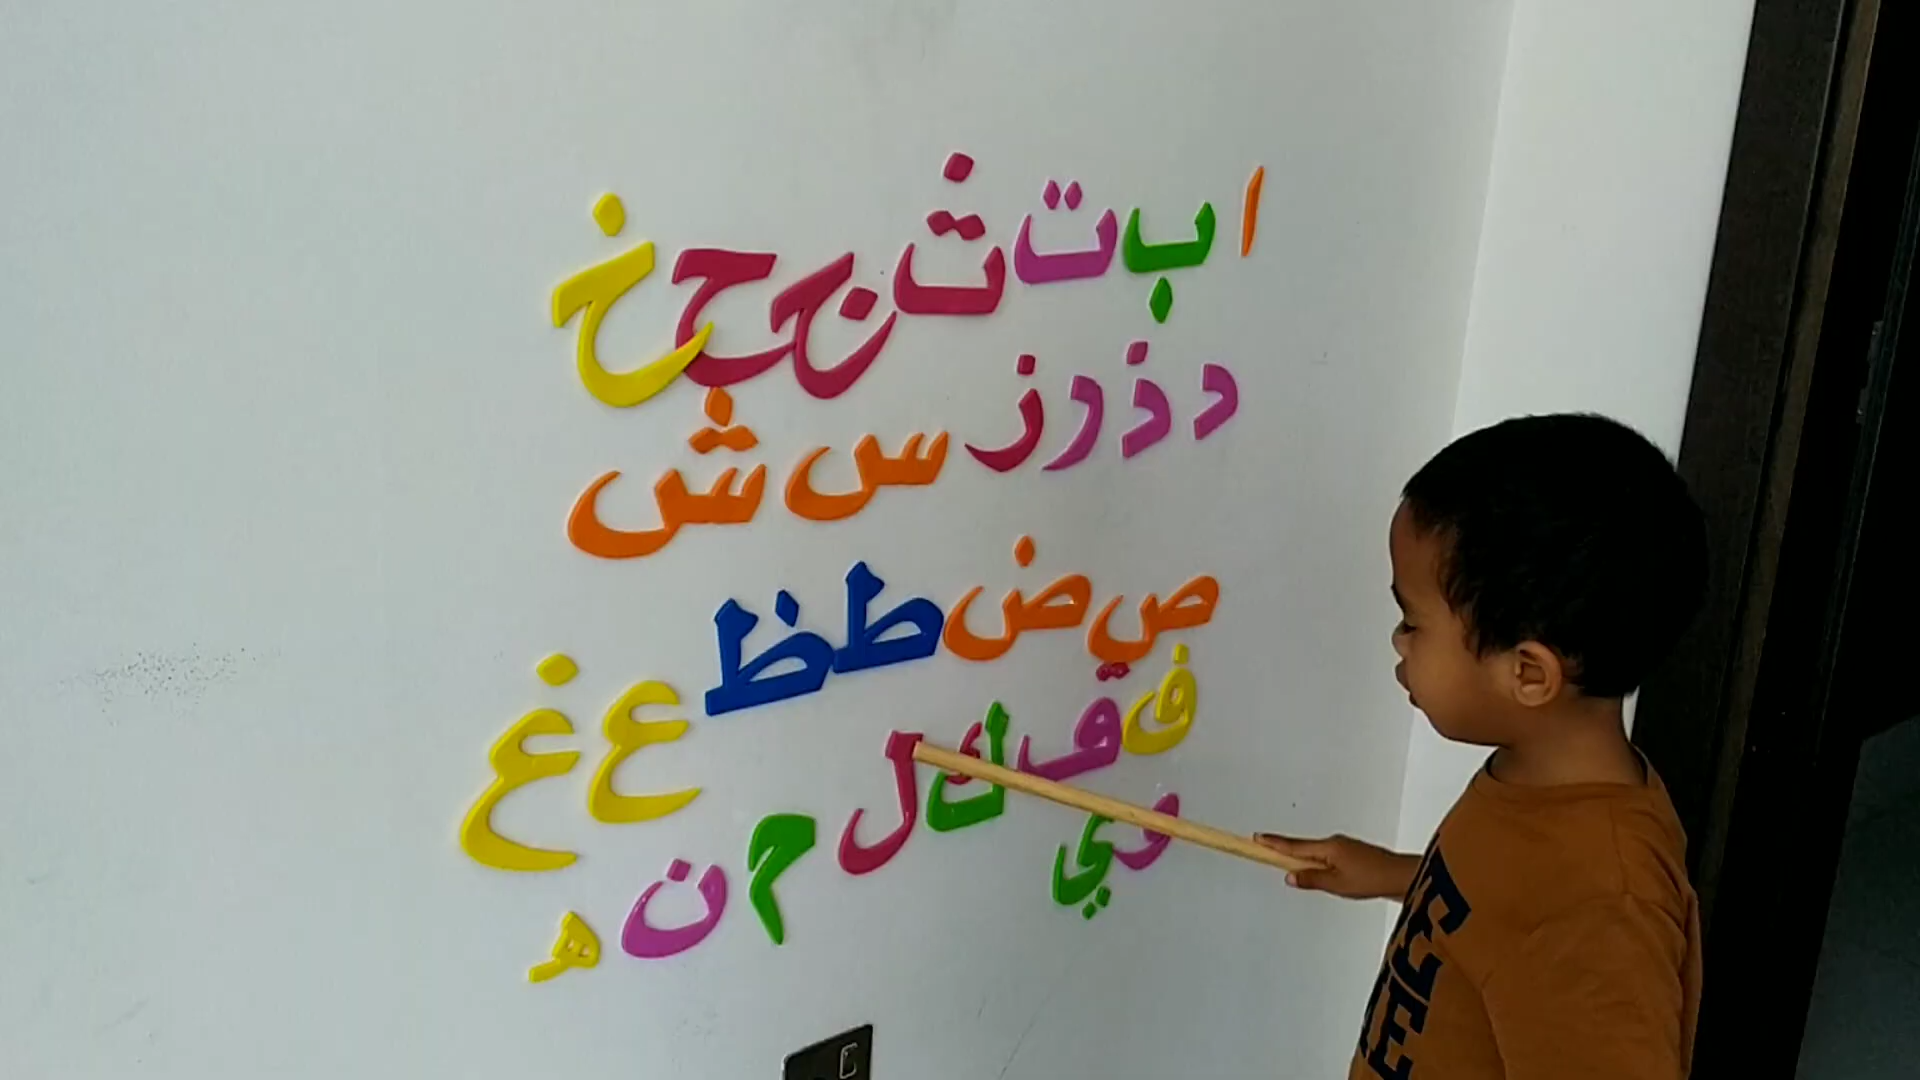 ا ب ت ث ج ح خ
د ذ ر ز س ش
ص ض ط ظ ع غ
ف ق ك ل م ن ه
و ي